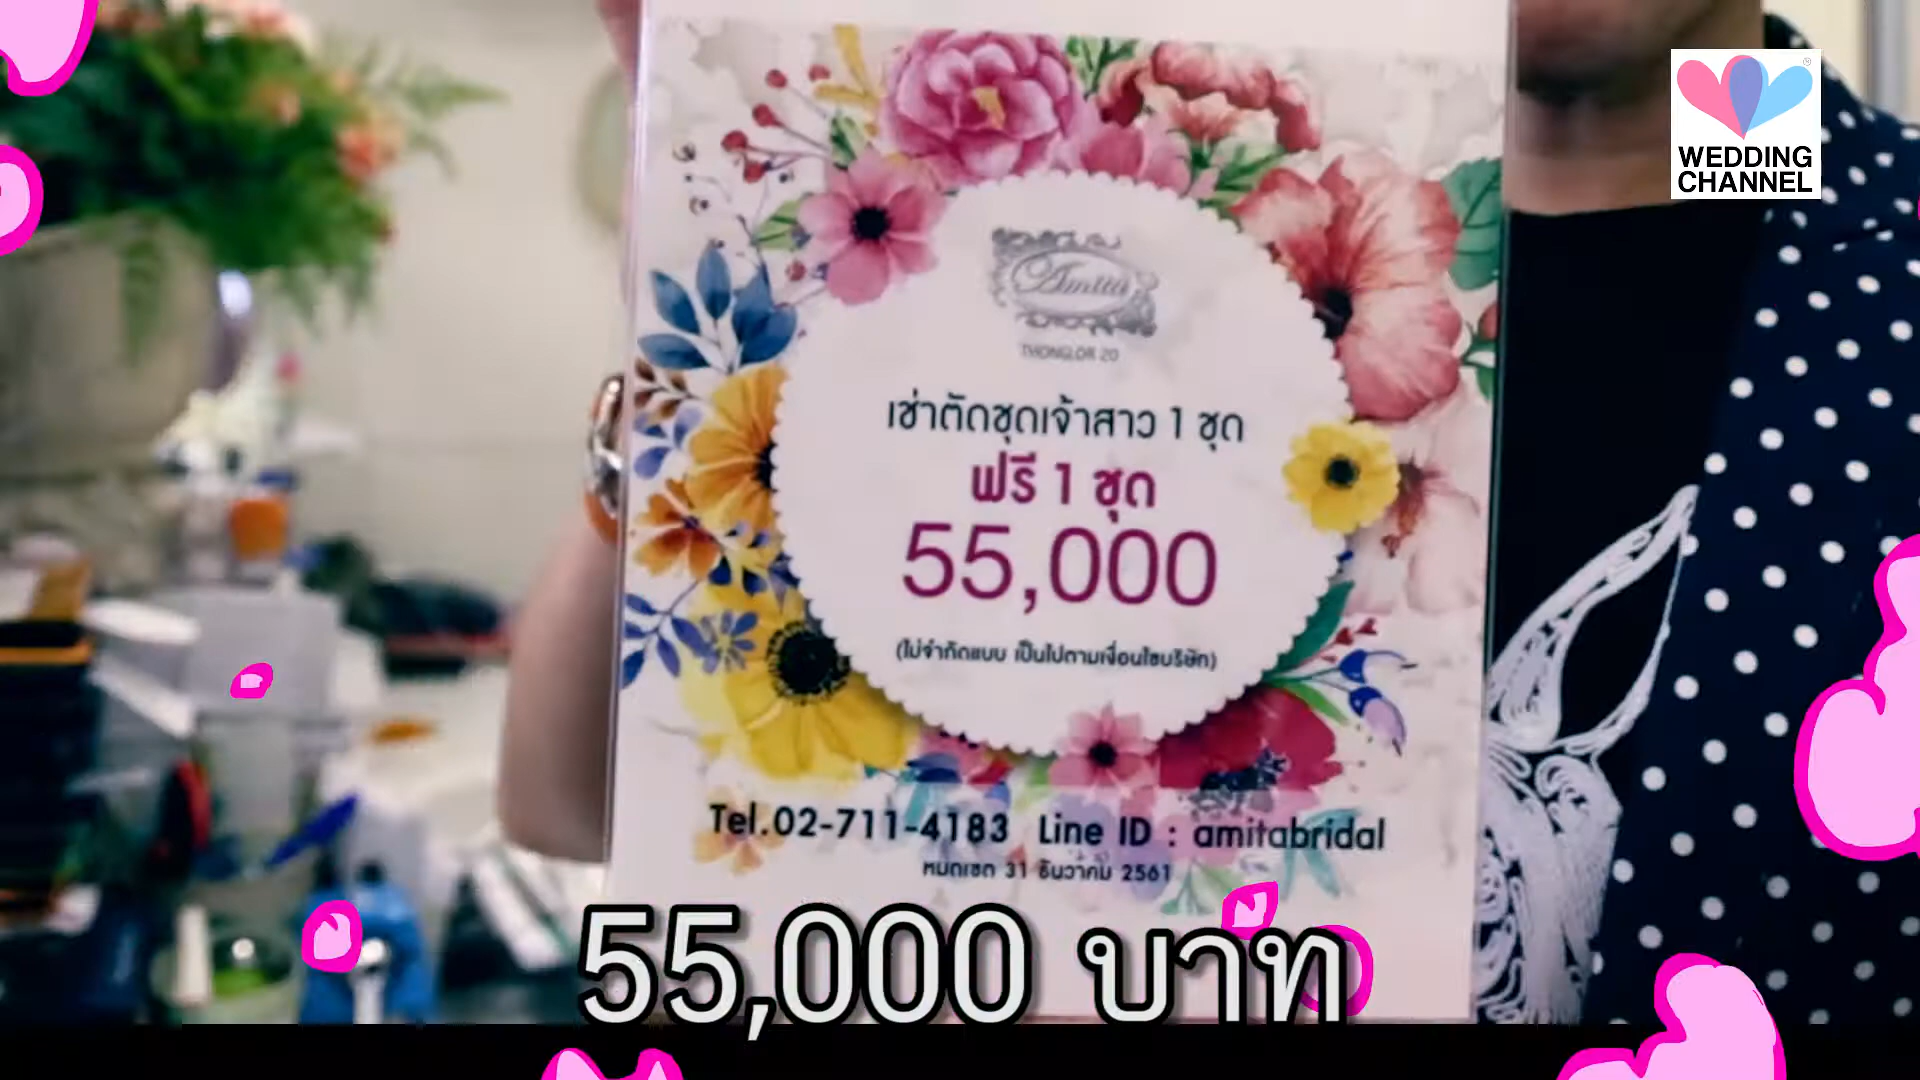 WEDDING
CHANNEL
Amita
THONGLOR 20
เช่าตัดชุดเจ้าสาว 1 ชุด
ฟรี 1 ชุด
55,000
(ไม่จำกัดแบบ เป็นไปตามเงื่อนไขบริษัท)
Tel.02-711-4183 Line ID : amitabridal
หมดเขต 31 ธันวาคม 2561
55,000 บาท